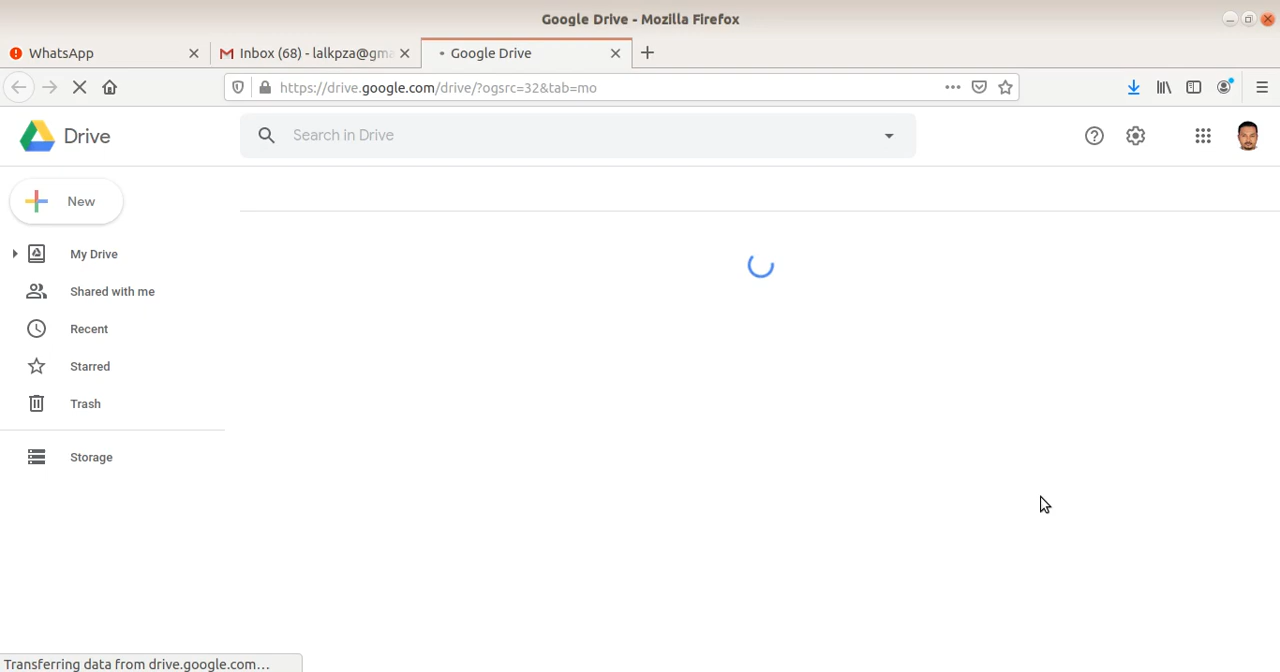 Google Drive - Mozilla Firefox
WhatsApp
Inbox (68) - lalkpza@gma
Google Drive
https://drive.google.com/drive/?ogsrc=32&tab=mo
Drive
Search in Drive
New
My Drive
Shared with me
Recent
Starred
Trash
Storage
Transferring data from drive.google.com…